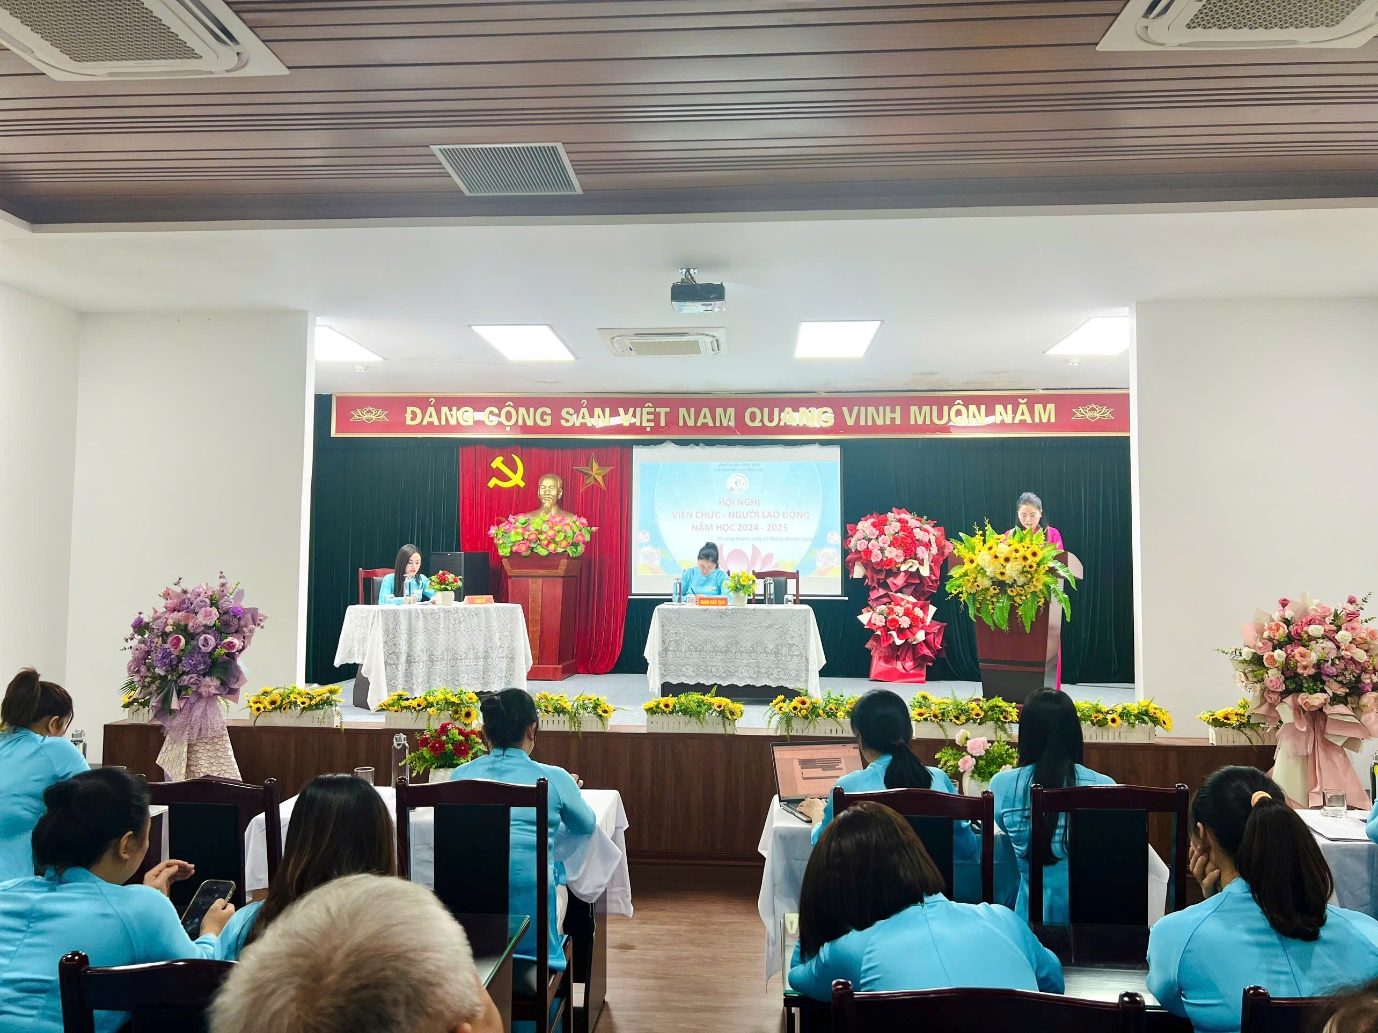 ĐẢNG CỘNG SẢN VIỆT NAM QUANG VINH MUÔN NĂM
HỘI NGHỊ
VIÊN CHỨC - NGƯỜI LAO ĐỘNG
NĂM HỌC 2024 - 2025